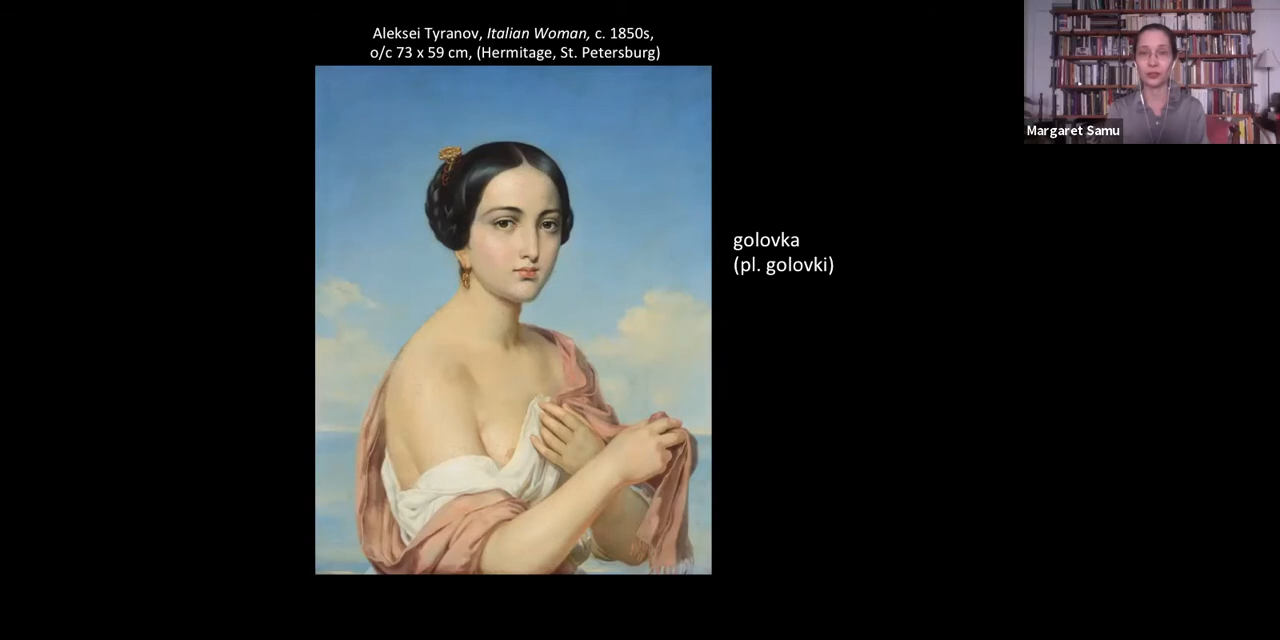 Aleksei Tyranov, Italian Woman, c. 1850s,
o/c 73 x 59 cm, (Hermitage, St. Petersburg)
Margaret Samu
golovka
(pl. golovki)